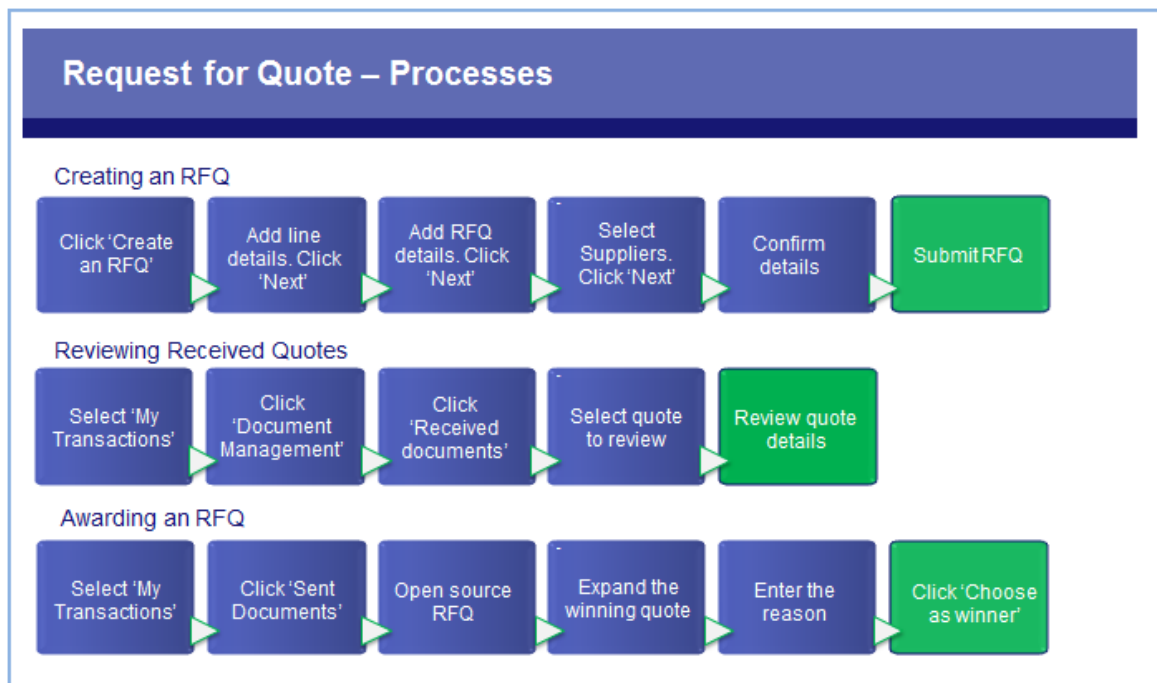 Request for Quote – Processes
Creating an RFQ
Click ‘Create
an RFQ’
Add line
details. Click
‘Next’
Add RFQ
details. Click
‘Next’
Select
Suppliers.
Click ‘Next’
Confirm
details
Submit RFQ
Reviewing Received Quotes
Select ‘My
Transactions’
Click
‘Document
Management’
Click
‘Received
documents’
Select quote
to review
Review quote
details
Awarding an RFQ
Select ‘My
Transactions’
Click ‘Sent
Documents’
Open source
RFQ
Expand the
winning quote
Enter the
reason
Click ‘Choose
as winner’